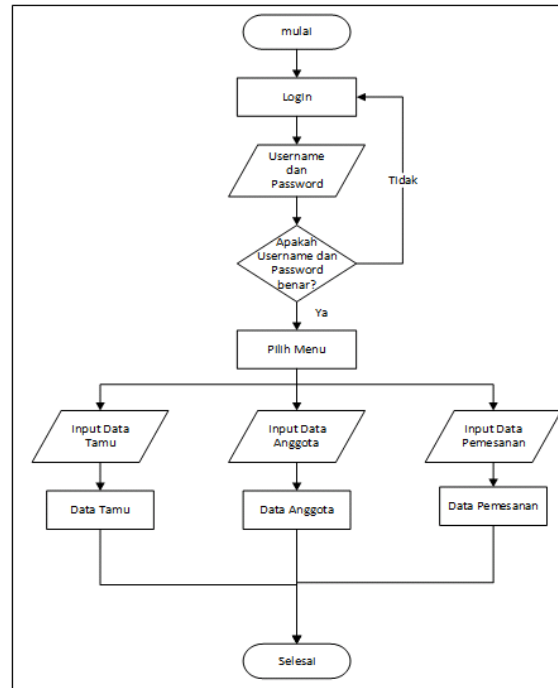 mulai
Login
Username
dan
Password
Tidak
Apakah
Username dan
Password
benar?
Ya
Pilih Menu
Input Data
Tamu
Input Data
Anggota
Input Data
Pemesanan
Data Tamu
Data Anggota
Data Pemesanan
Selesai